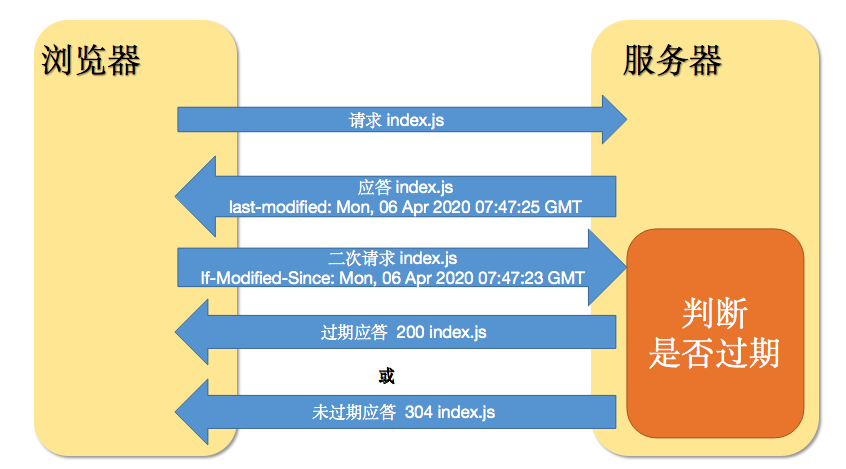 浏览器
服务器
请求 index.js
应答 index.js
last-modified: Mon, 06 Apr 2020 07:47:25 GMT
二次请求 index.js
If-Modified-Since: Mon, 06 Apr 2020 07:47:23 GMT
判断
是否过期
过期应答 200 index.js
或
未过期应答 304 index.js